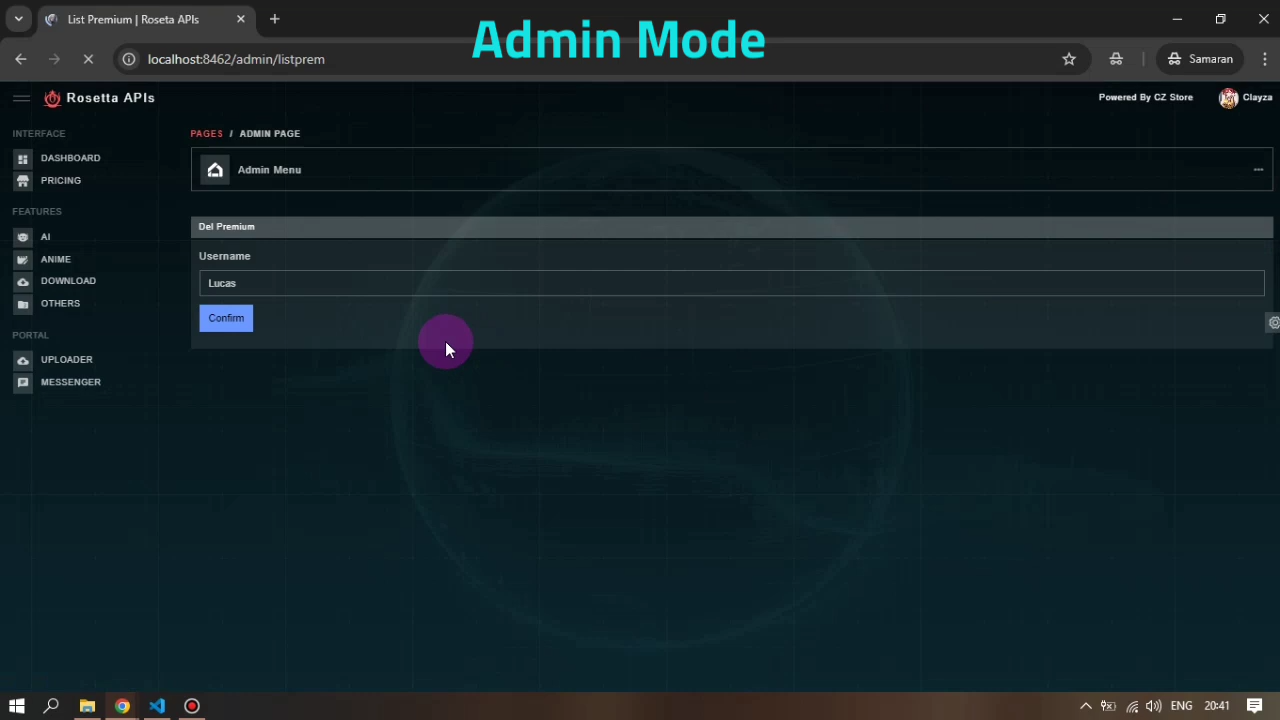 List Premium | Roseta APIs
Admin Mode
localhost:8462/admin/listprem
Samaran
Rosetta APIs
Powered By CZ Store
Clayza
INTERFACE
DASHBOARD
PRICING
FEATURES
AI
ANIME
DOWNLOAD
OTHERS
PORTAL
UPLOADER
MESSENGER
PAGES / ADMIN PAGE
Admin Menu
Del Premium
Username
Lucas
Confirm
ENG
20:41